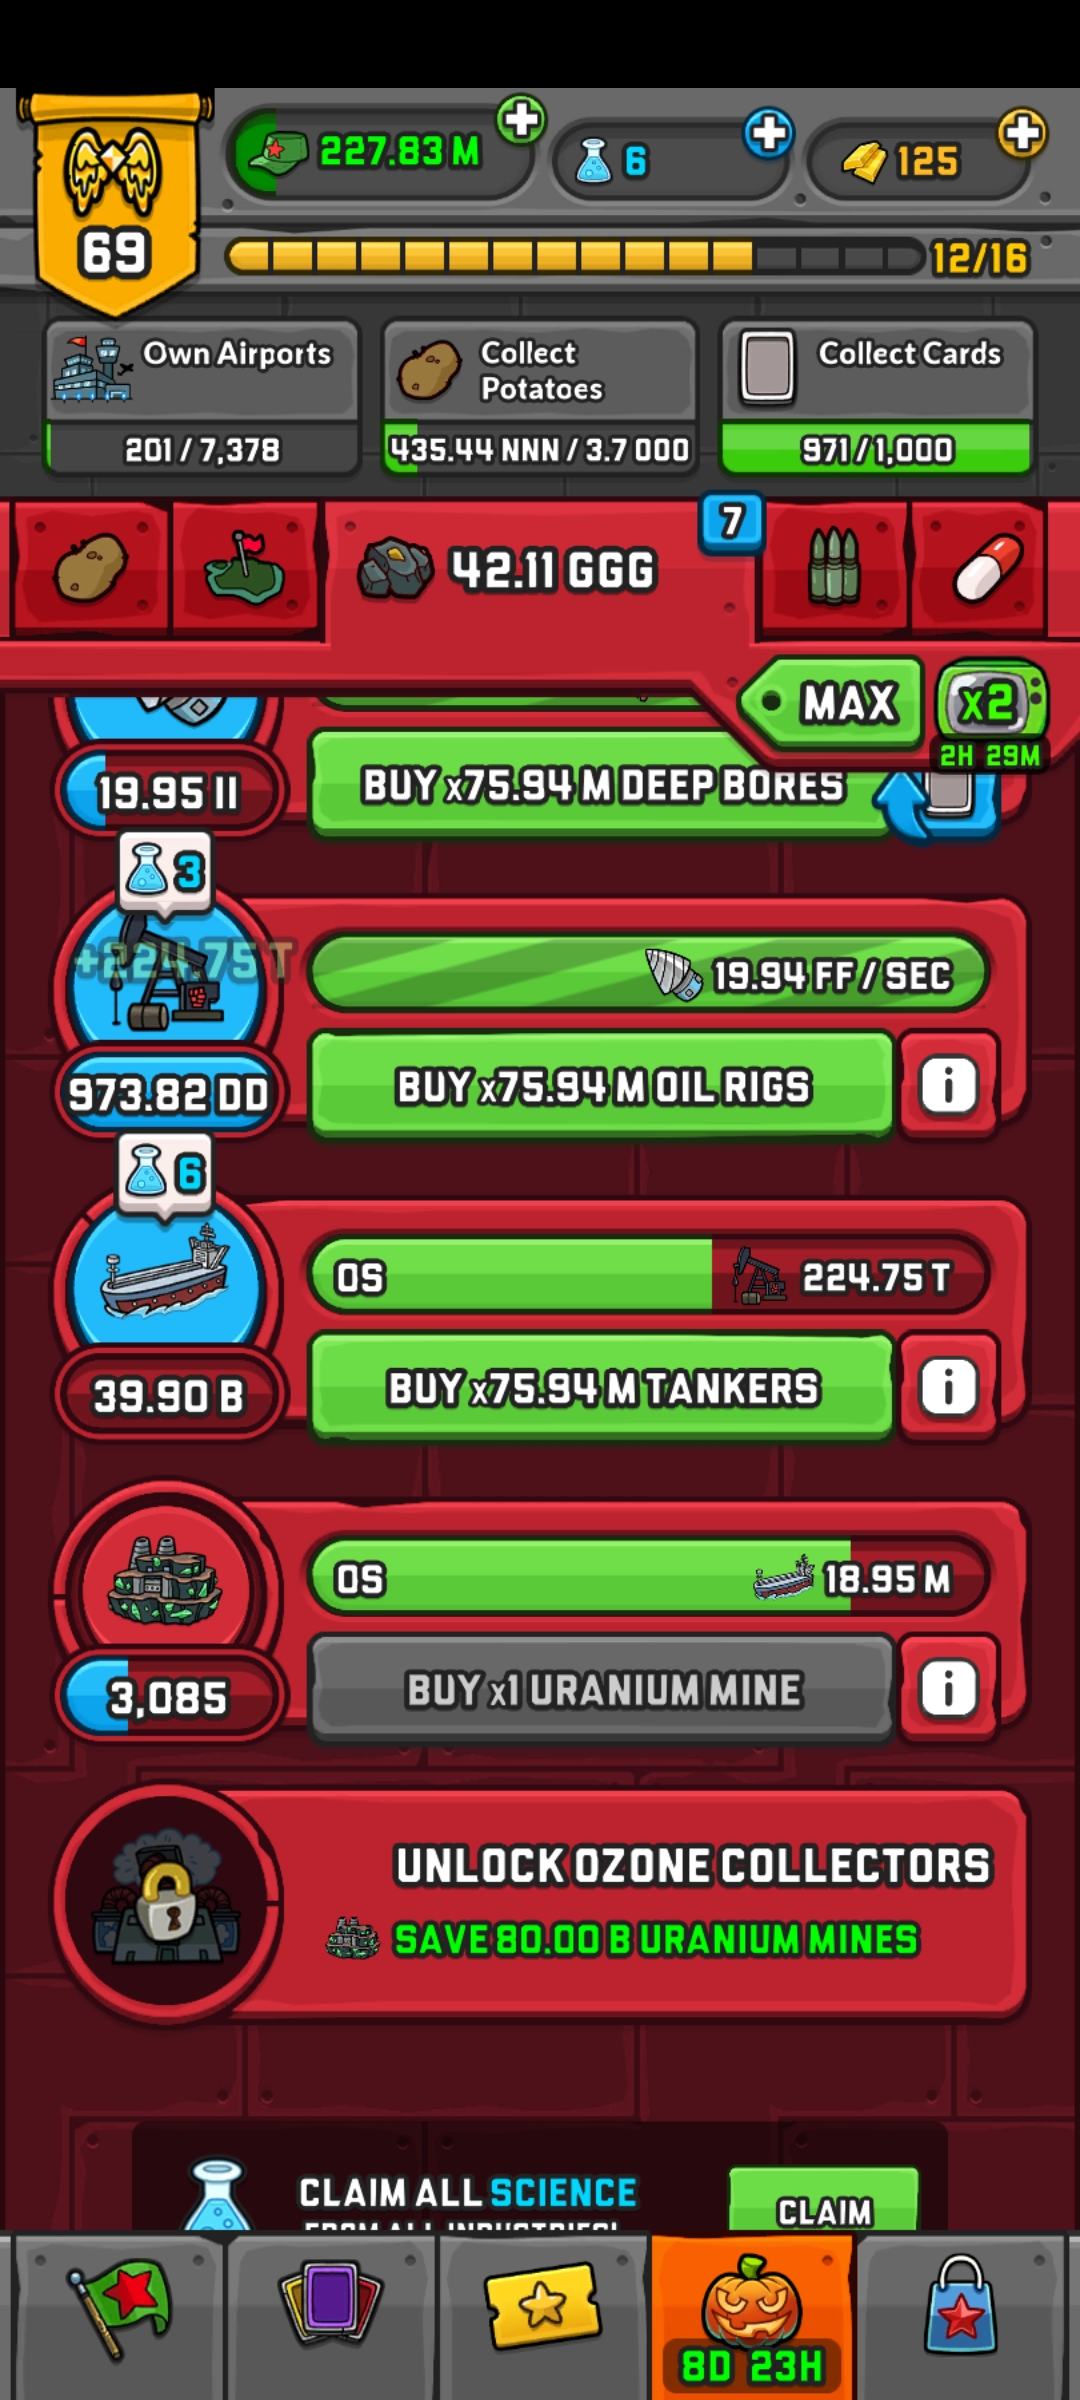 227.83 M
6
125
69
12/16
Own Airports
201 / 7,378
Collect
Potatoes
435.44 NNN / 3.7 OOO
Collect Cards
971 / 1,000
7
42.11 GGG
MAX
x2
2H 29M
19.95 II
BUY x75.94 M DEEP BORES
3
+224.75 T
19.94 FF / SEC
973.82 DD
BUY x75.94 M OIL RIGS
6
0S
224.75 T
39.90 B
BUY x75.94 M TANKERS
0S
18.95 M
3,085
BUY x1 URANIUM MINE
UNLOCK OZONE COLLECTORS
SAVE 80.00 B URANIUM MINES
CLAIM ALL SCIENCE
FROM ALL INDUSTRIES!
CLAIM
8D 23H